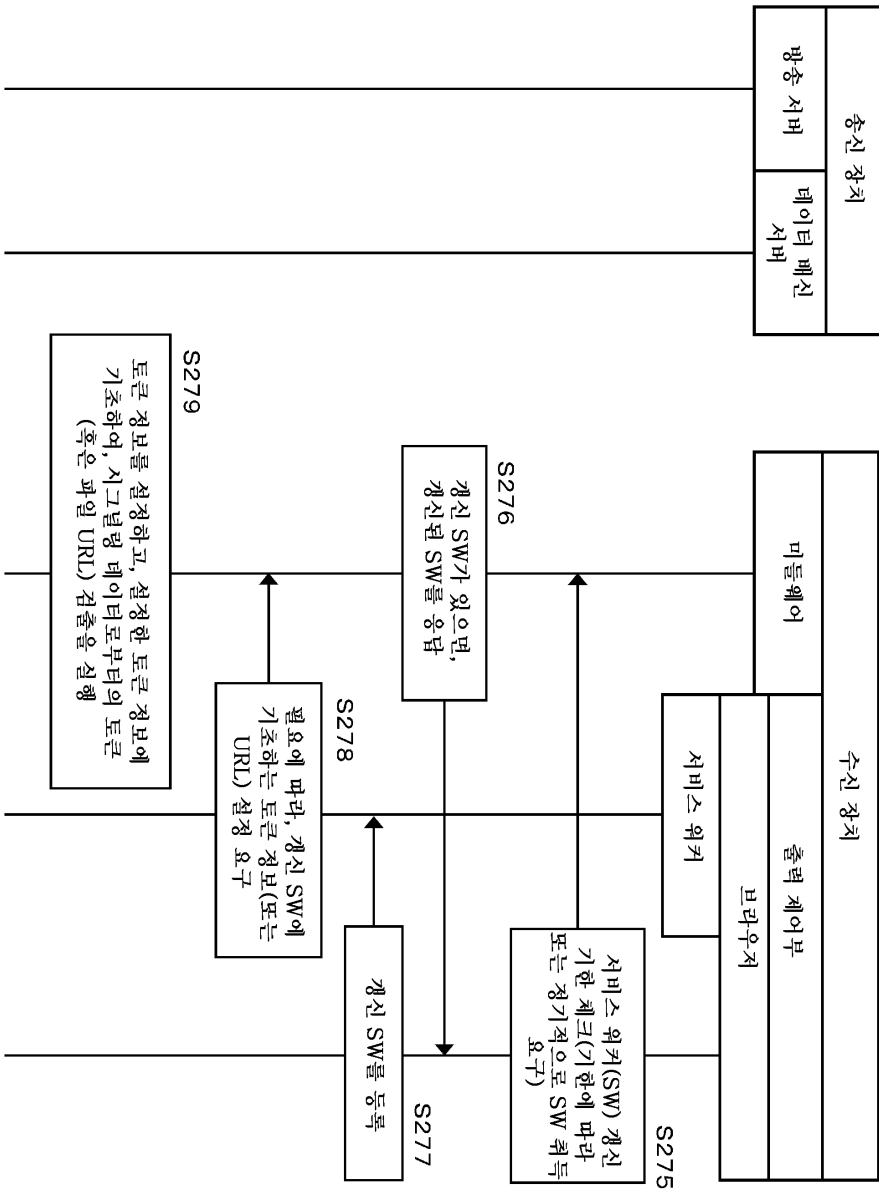 송신 장치
방송 서버
데이터 배신
서버
수신 장치
미들웨어
출력 제어부
브라우저
서비스 워커
S275
서비스 워커(SW) 갱신
기한 체크(기한에 따라
또는 정기적으로 SW 취득
요구)
S276
갱신 SW가 있으면,
갱신된 SW를 응답
S277
갱신 SW를 등록
S278
필요에 따라, 갱신 SW에
기초하는 토큰 정보(또는
URL) 설정 요구
S279
토큰 정보를 설정하고, 설정한 토큰 정보에
기초하여, 시그널링 데이터로부터의 토큰
(혹은 파일 URL) 검출을 실행